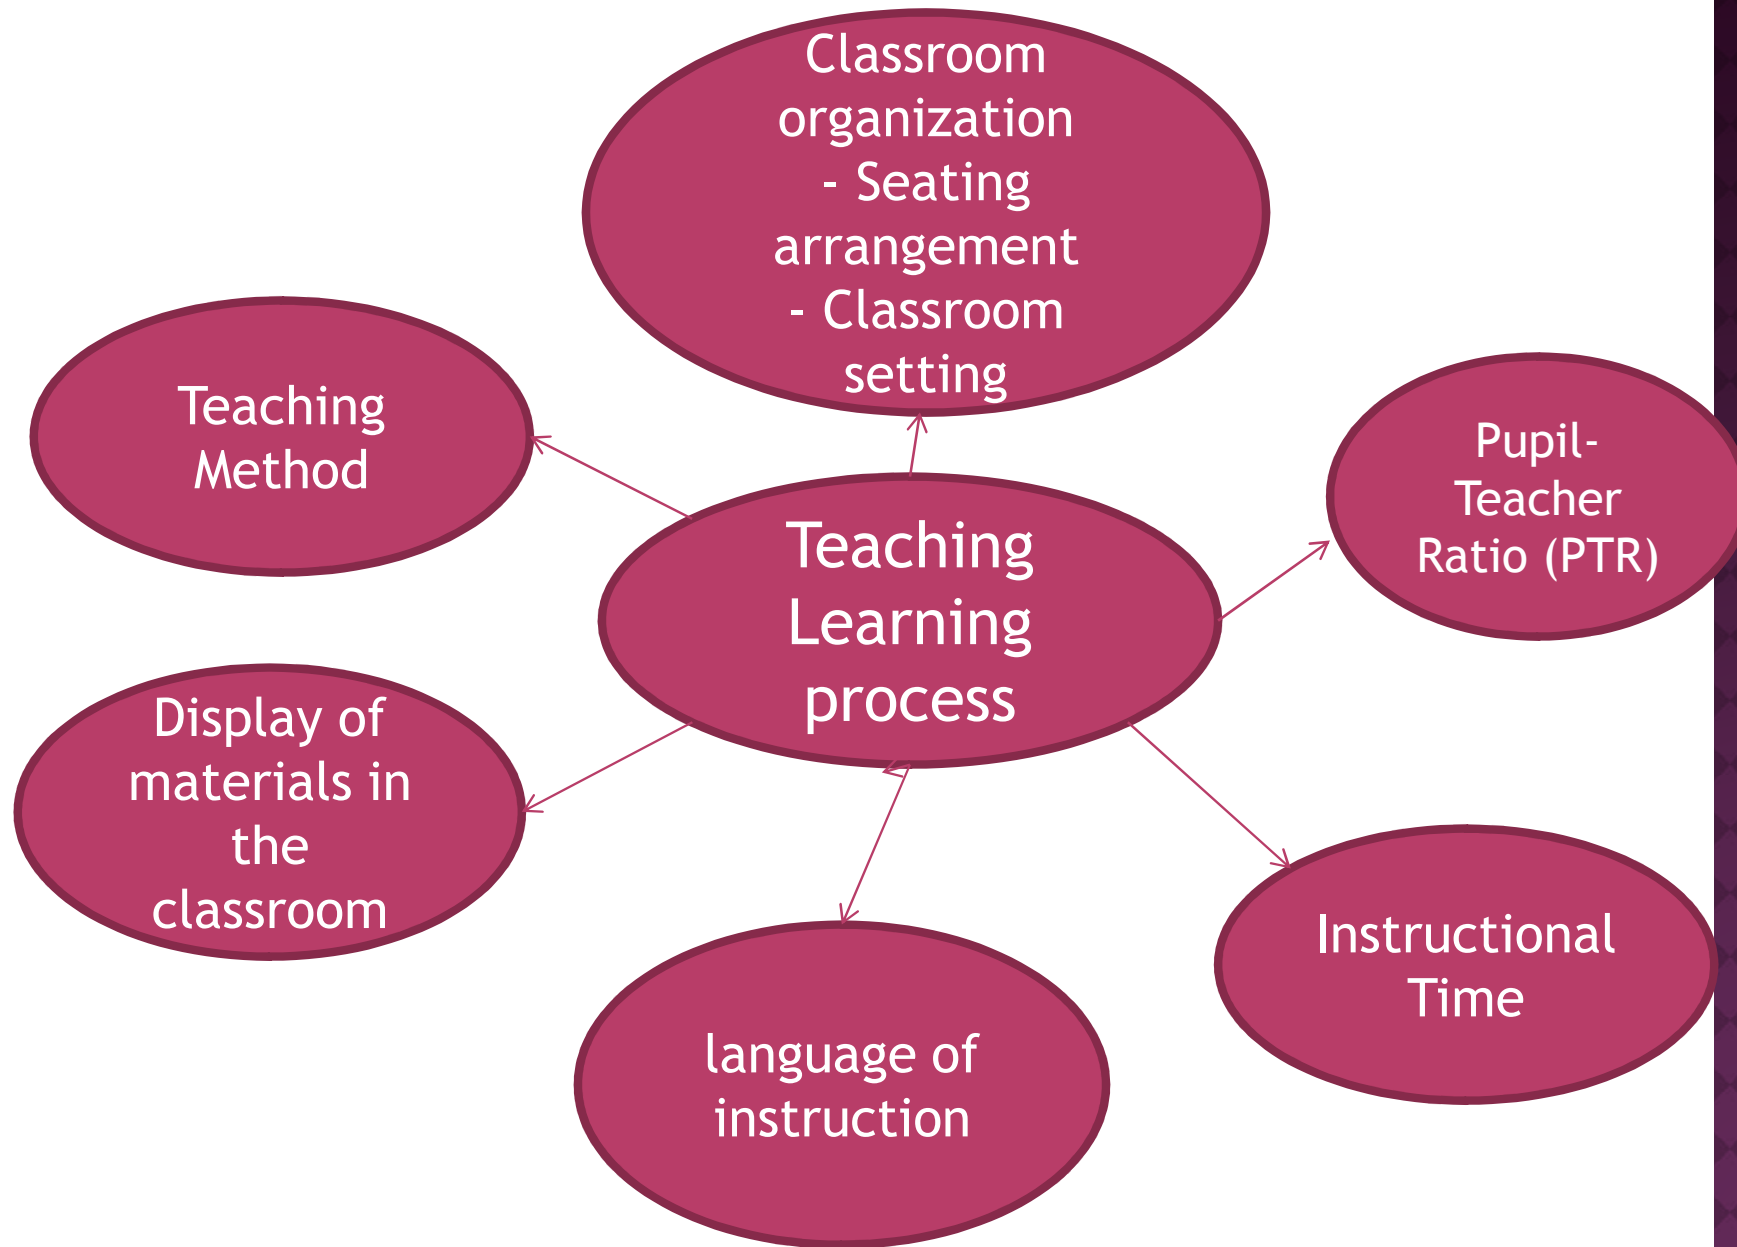 Classroom
organization
- Seating
arrangement
- Classroom
setting
Teaching
Method
Pupil-
Teacher
Ratio (PTR)
Teaching
Learning
process
Display of
materials in
the
classroom
Instructional
Time
language of
instruction